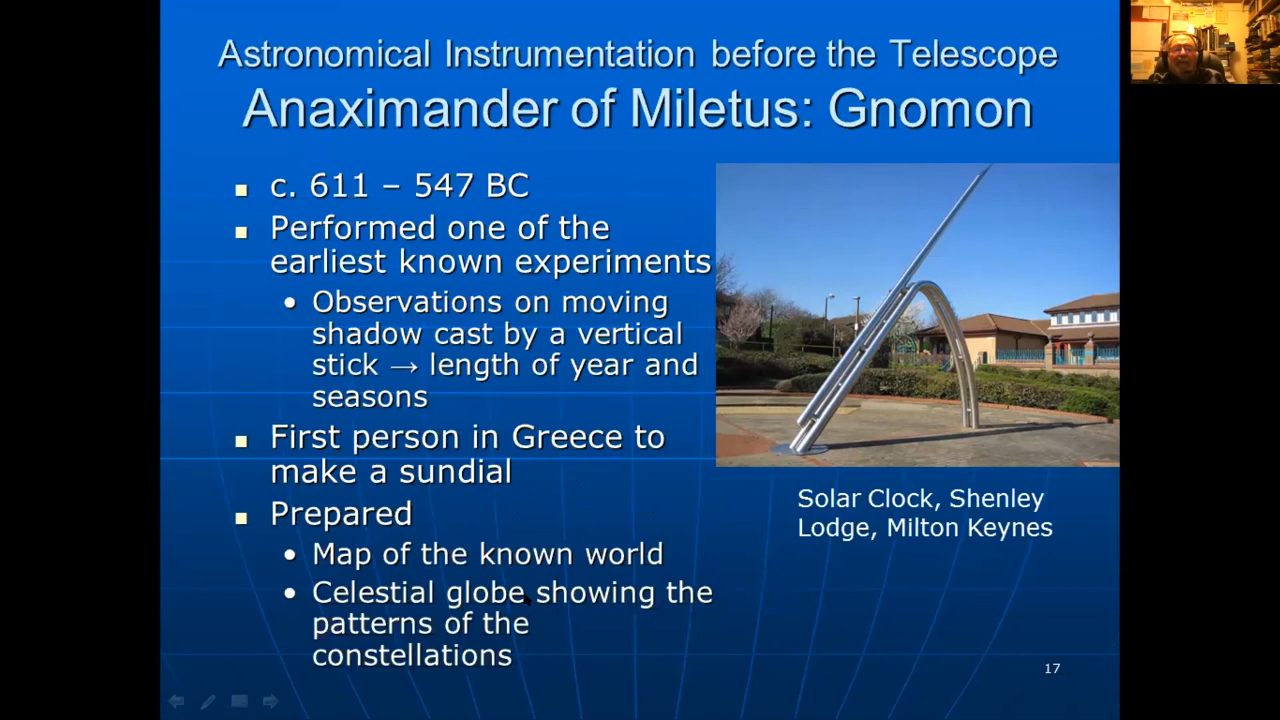 Astronomical Instrumentation before the Telescope
Anaximander of Miletus: Gnomon
c. 611 – 547 BC
Performed one of the
earliest known experiments
Observations on moving
shadow cast by a vertical
stick → length of year and
seasons
First person in Greece to
make a sundial
Prepared
Map of the known world
Celestial globe showing the
patterns of the
constellations
Solar Clock, Shenley
Lodge, Milton Keynes
17